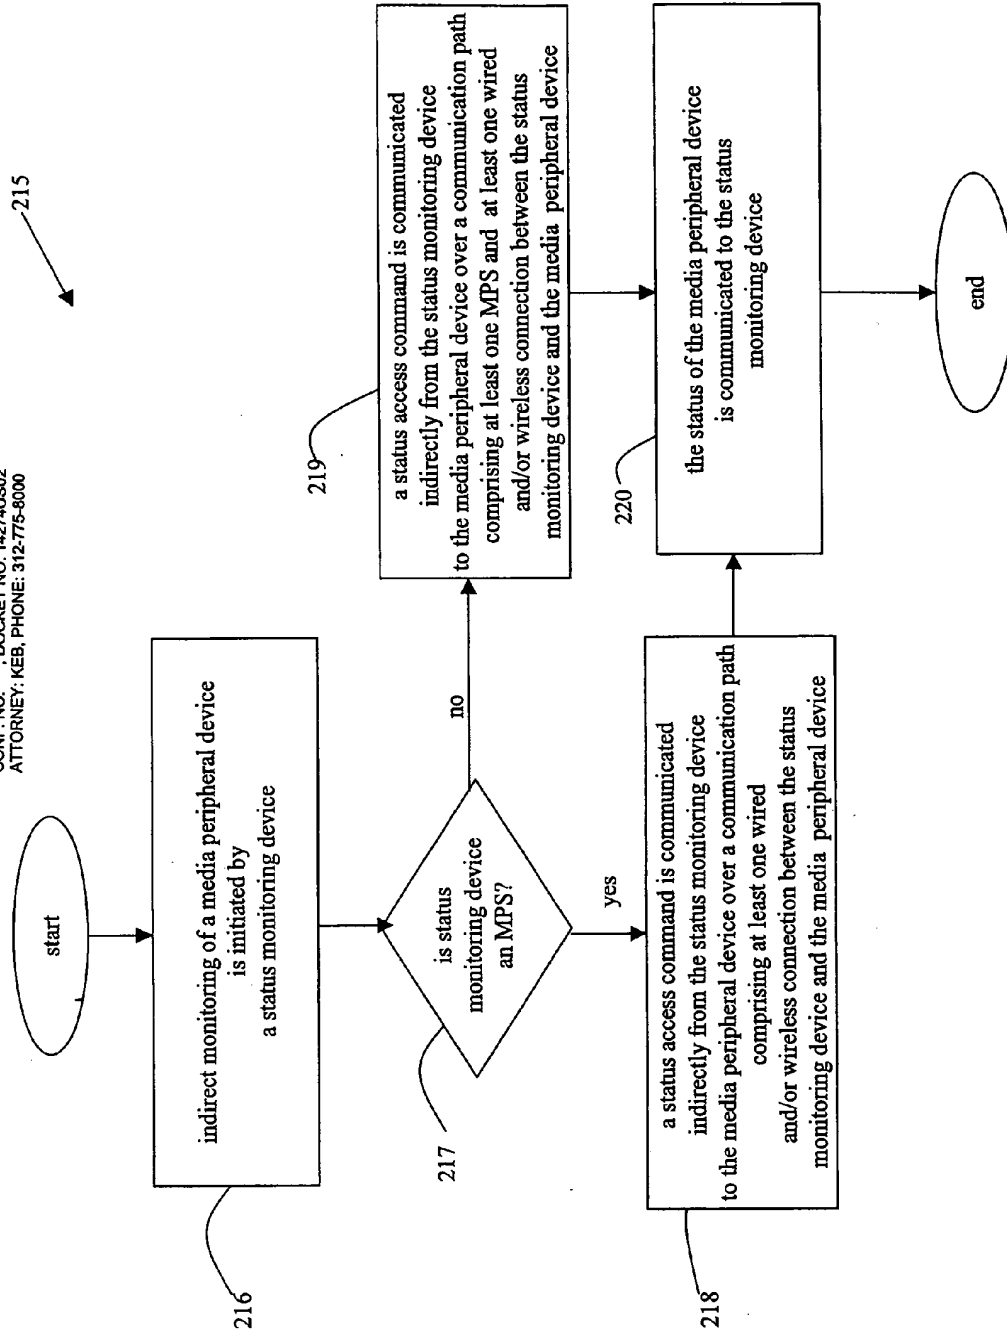 ATTORNEY: KEB, PHONE: 312-775-8000
215
start
indirect monitoring of a media peripheral device
is initiated by
a status monitoring device
216
is status
monitoring device
an MPS?
217
no
yes
a status access command is communicated
indirectly from the status monitoring device
to the media peripheral device over a communication path
comprising at least one MPS and at least one wired
and/or wireless connection between the status
monitoring device and the media peripheral device
219
a status access command is communicated
indirectly from the status monitoring device
to the media peripheral device over a communication path
comprising at least one wired
and/or wireless connection between the status
monitoring device and the media peripheral device
218
the status of the media peripheral device
is communicated to the status
monitoring device
220
end